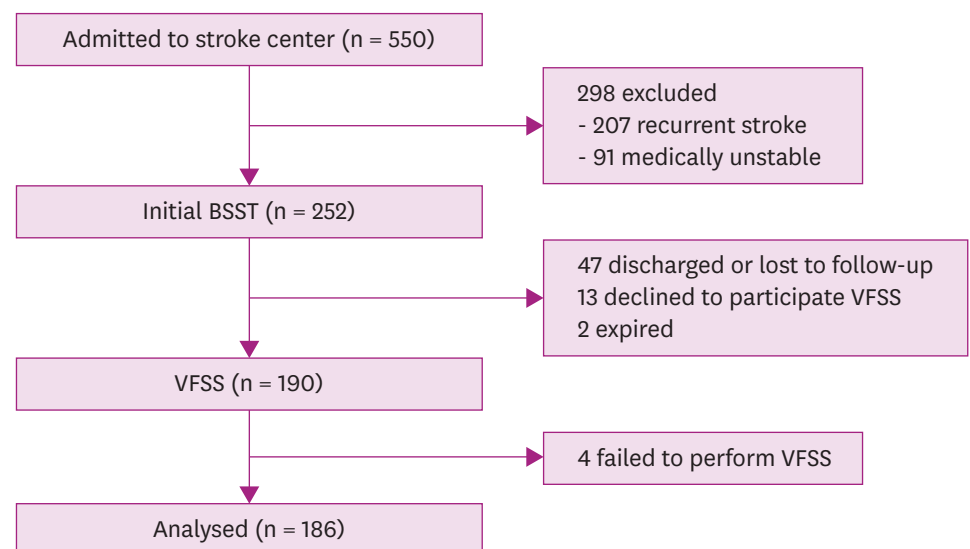 Admitted to stroke center (n = 550)
298 excluded
- 207 recurrent stroke
- 91 medically unstable
Initial BSST (n = 252)
47 discharged or lost to follow-up
13 declined to participate VFSS
2 expired
VFSS (n = 190)
4 failed to perform VFSS
Analysed (n = 186)